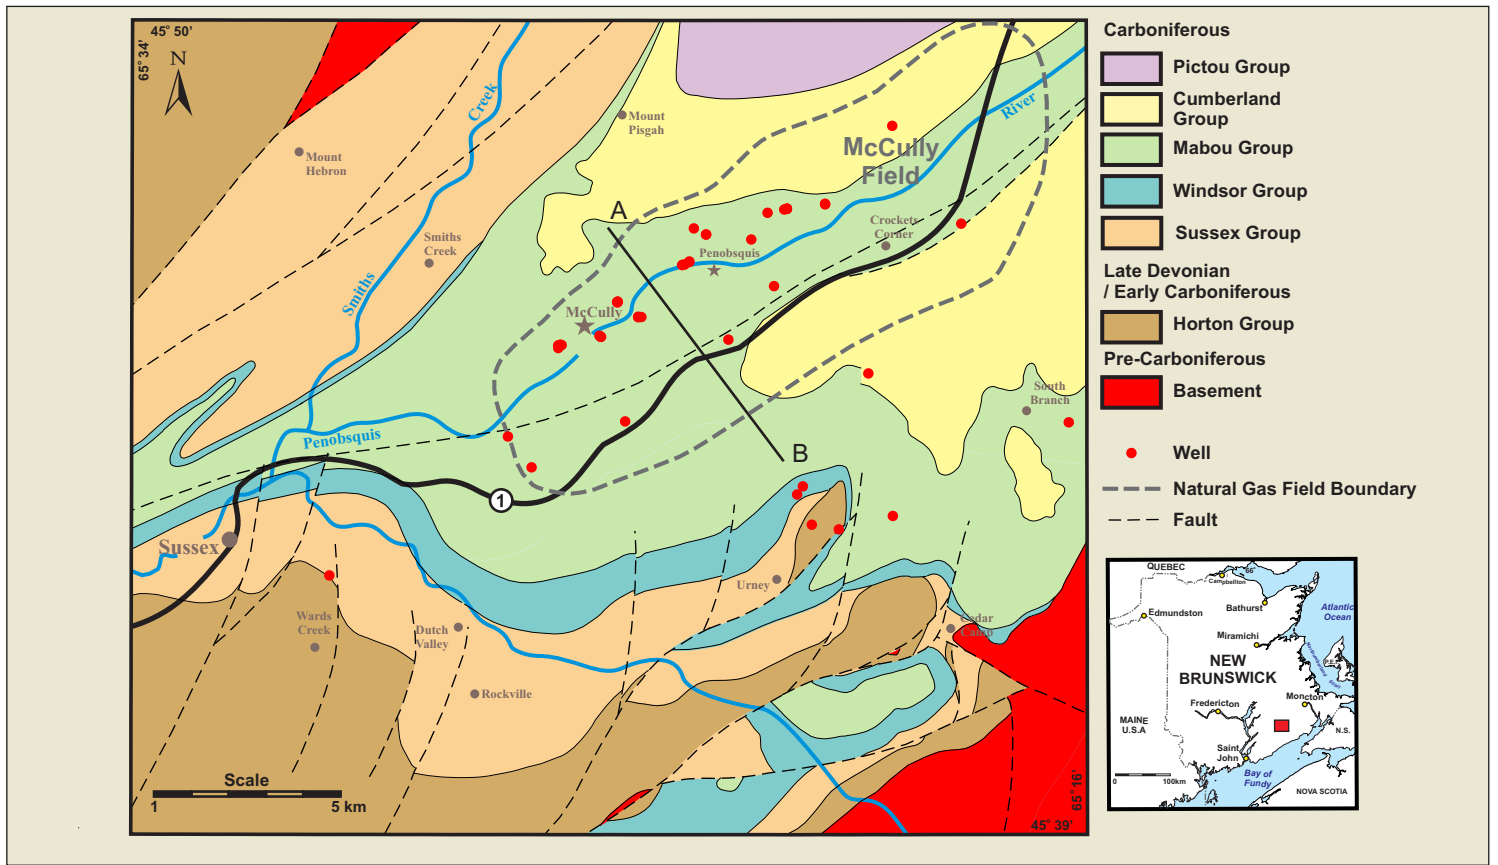 45° 50'
65° 34'
N
Creek
Mount
Pisgah
Mount
Hebron
McCully
Field
River
A
Smiths
Creek
Crockets
Corner
Penobsquis
Smiths
McCully
South
Branch
Penobsquis
B
1
Sussex
Urney
Wards
Creek
Dutch
Valley
Cedar
Camp
Rockville
Scale
1
5 km
65° 16'
45° 39'
Carboniferous
Pictou Group
Cumberland
Group
Mabou Group
Windsor Group
Sussex Group
Late Devonian
/ Early Carboniferous
Horton Group
Pre-Carboniferous
Basement
Well
Natural Gas Field Boundary
Fault
QUEBEC
66°
Campbellton
Edmundston
Bathurst
Atlantic
Ocean
Miramichi
NEW
BRUNSWICK
P.E.I.
Fredericton
Moncton
MAINE
U.S.A
N.S.
Saint
John
0
100km
Bay of
Fundy
NOVA SCOTIA